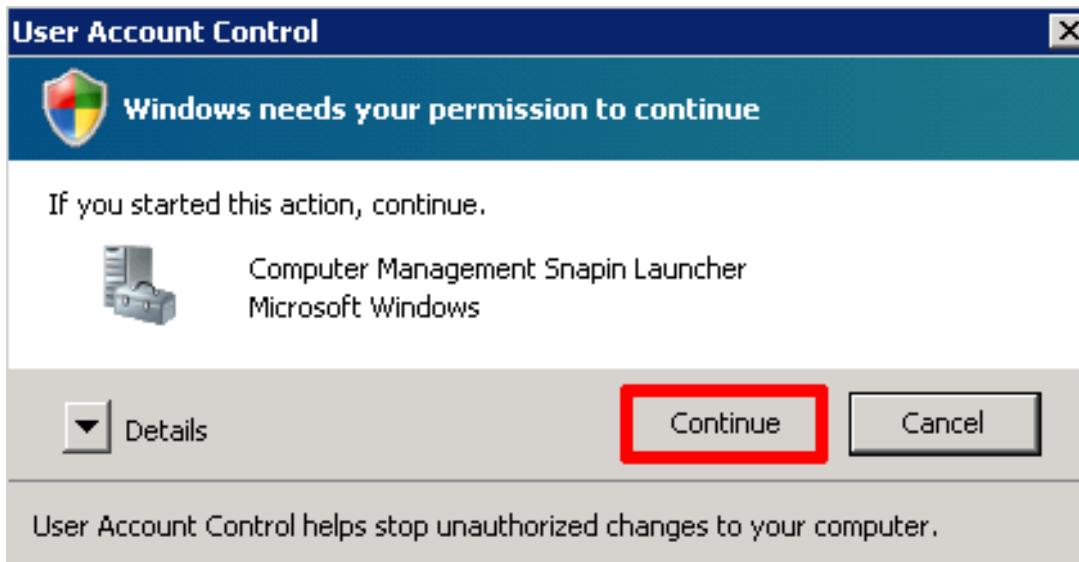 User Account Control
Windows needs your permission to continue
If you started this action, continue.
Computer Management Snapin Launcher
Microsoft Windows
Details
Continue
Cancel
User Account Control helps stop unauthorized changes to your computer.